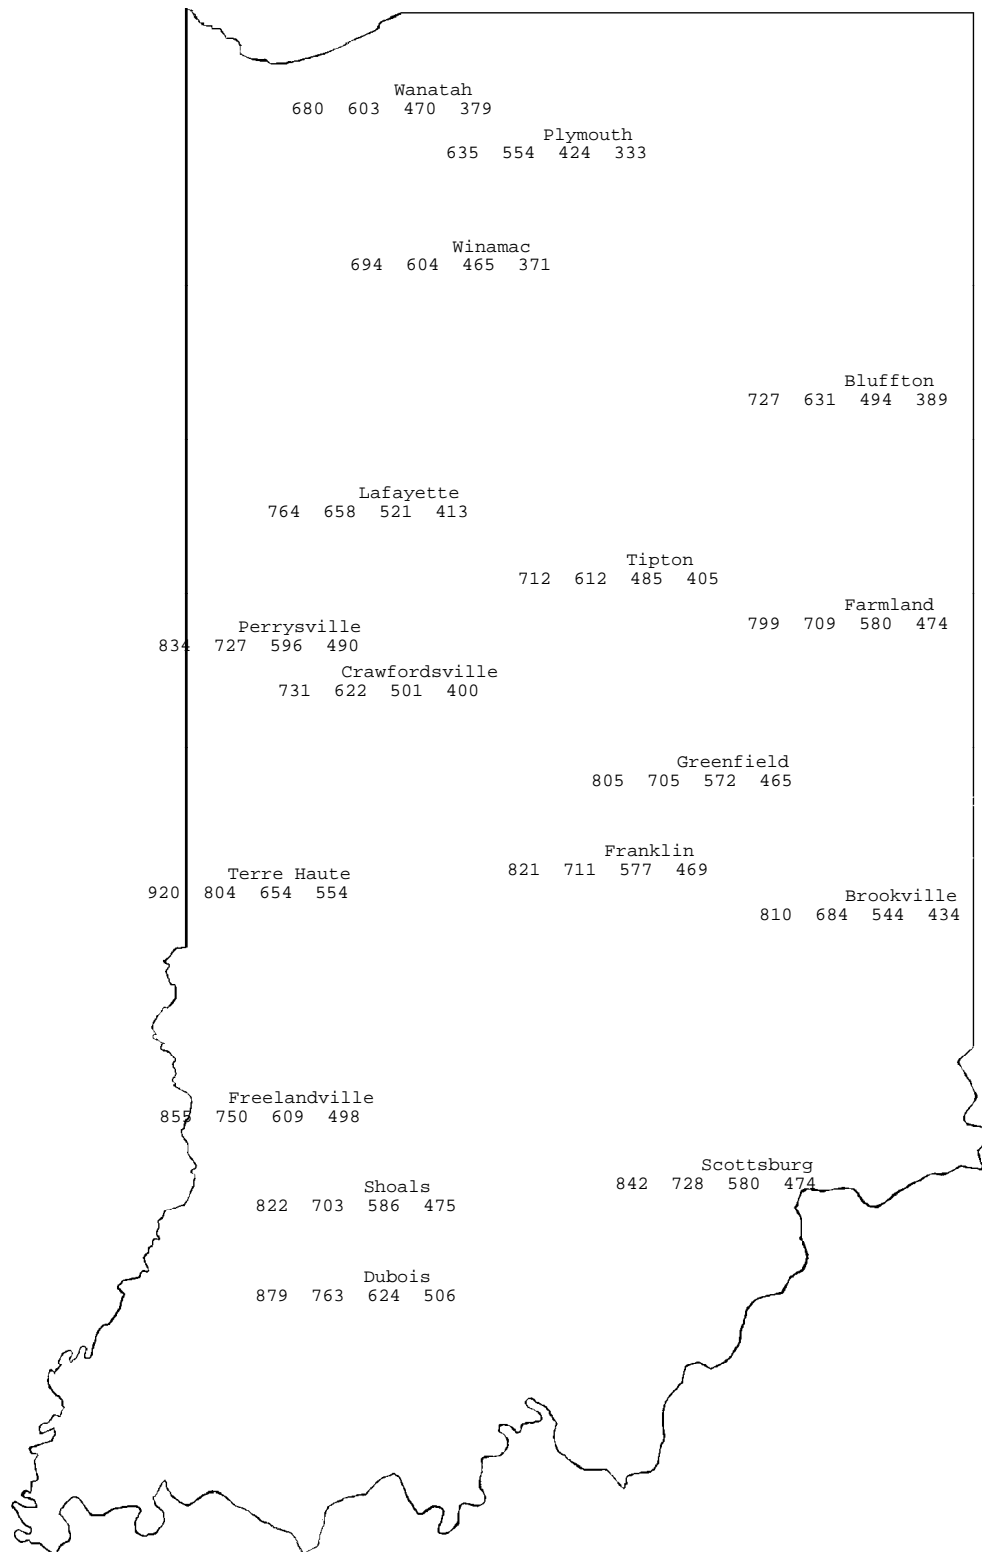 Wanatah
680 603 470 379
Plymouth
635 554 424 333
Winamac
694 604 465 371
Bluffton
727 631 494 389
Lafayette
764 658 521 413
Tipton
712 612 485 405
Farmland
799 709 580 474
Perrysville
834 727 596 490
Crawfordsville
731 622 501 400
Greenfield
805 705 572 465
Franklin
821 711 577 469
Terre Haute
920 804 654 554
Brookville
810 684 544 434
Freelandville
855 750 609 498
Scottsburg
842 728 580 474
Shoals
822 703 586 475
Dubois
879 763 624 506